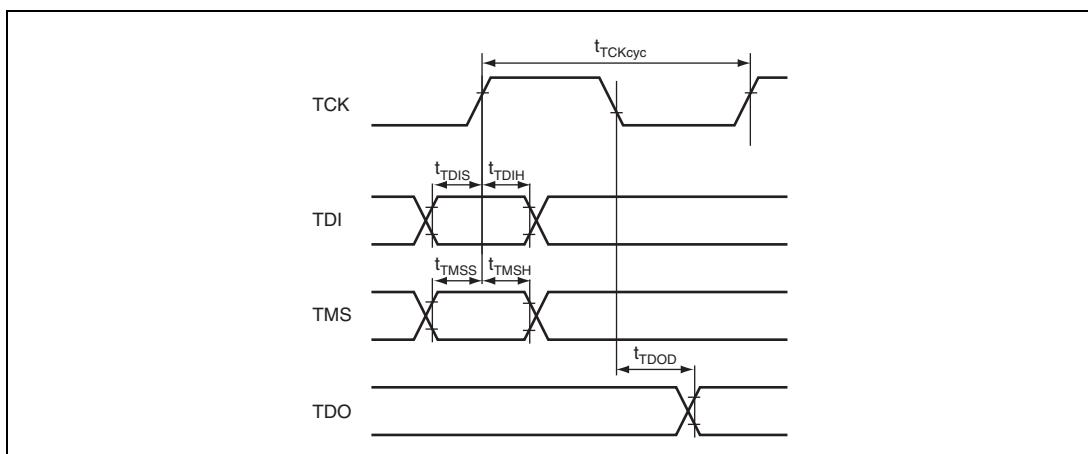 tTCKcyc
TCK
tTDIS tTDIH
TDI
tTMSS tTMSH
TMS
tTDOD
TDO